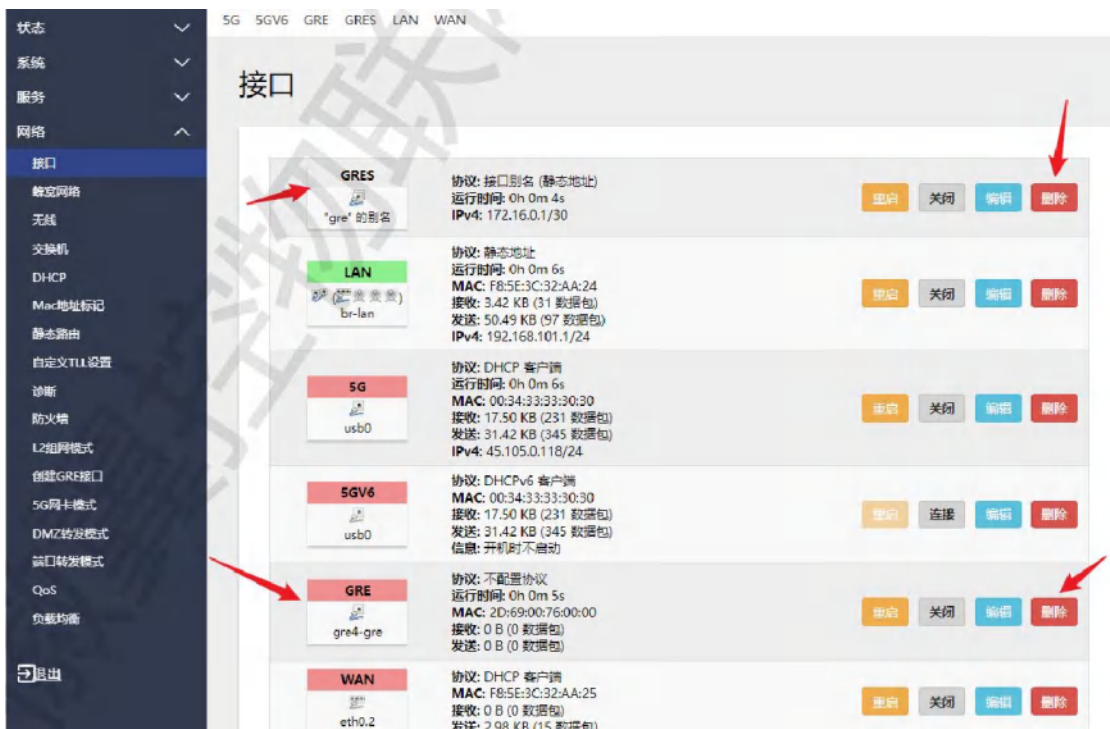 5G 5GV6 GRE GRES LAN WAN
状态
系统
服务
网络
接口
蜂窝网络
无线
交换机
DHCP
Mac地址标记
静态路由
自定义TLL设置
诊断
防火墙
L2组网模式
创建GRE接口
5G网卡模式
DMZ转发模式
端口转发模式
QoS
负载均衡
退出
接口
GRES
"gre" 的别名
协议: 接口别名 (静态地址)
运行时间: 0h 0m 4s
IPv4: 172.16.0.1/30
重启 关闭 编辑 删除
LAN
br-lan
协议: 静态地址
运行时间: 0h 0m 6s
MAC: F8:5E:3C:32:AA:24
接收: 3.42 KB (31 数据包)
发送: 50.49 KB (97 数据包)
IPv4: 192.168.101.1/24
重启 关闭 编辑 删除
5G
usb0
协议: DHCP 客户端
运行时间: 0h 0m 6s
MAC: 00:34:33:33:30:30
接收: 17.50 KB (231 数据包)
发送: 31.42 KB (345 数据包)
IPv4: 45.105.0.118/24
重启 关闭 编辑 删除
5GV6
usb0
协议: DHCPv6 客户端
MAC: 00:34:33:33:30:30
接收: 17.50 KB (231 数据包)
发送: 31.42 KB (345 数据包)
信息: 开机时不启动
重启 连接 编辑 删除
GRE
gre4-gre
协议: 不配置协议
运行时间: 0h 0m 5s
MAC: 2D:69:00:76:00:00
接收: 0 B (0 数据包)
发送: 0 B (0 数据包)
重启 关闭 编辑 删除
WAN
eth0.2
协议: DHCP 客户端
MAC: F8:5E:3C:32:AA:25
接收: 0 B (0 数据包)
发送: 2.98 KB (15 数据包)
重启 关闭 编辑 删除